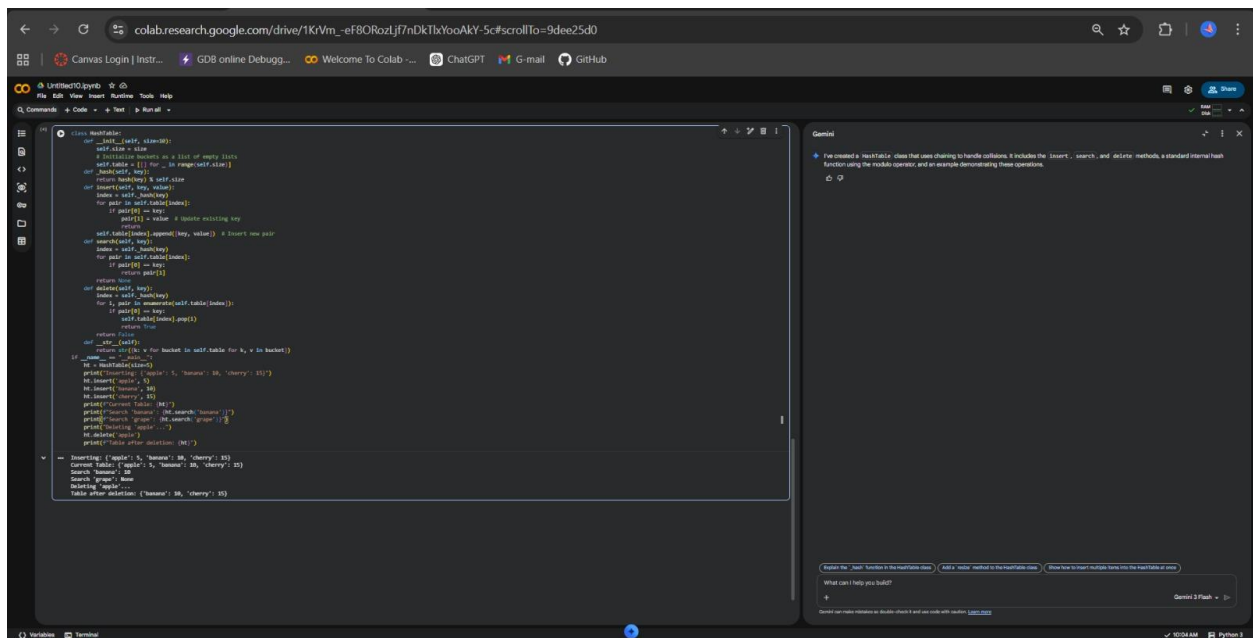 colab.research.google.com/drive/1KrVm_-eF8ORozLjf7nDkTlxYooAkY-5c#scrollTo=9dee25d0
Canvas Login | Instr...
GDB online Debugg...
Welcome To Colab -...
ChatGPT
G-mail
GitHub
Untitled10.ipynb
File Edit View Insert Runtime Tools Help
Share
Commands + Code + Text Run all
RAM
Disk
class HashTable:
    def __init__(self, size=10):
        self.size = size
        # Initialize buckets as a list of empty lists
        self.table = [[] for _ in range(self.size)]
    def _hash(self, key):
        return hash(key) % self.size
    def insert(self, key, value):
        index = self._hash(key)
        for pair in self.table[index]:
            if pair[0] == key:
                pair[1] = value # Update existing key
                return
        self.table[index].append([key, value]) # Insert new pair
    def search(self, key):
        index = self._hash(key)
        for pair in self.table[index]:
            if pair[0] == key:
                return pair[1]
        return None
    def delete(self, key):
        index = self._hash(key)
        for i, pair in enumerate(self.table[index]):
            if pair[0] == key:
                self.table[index].pop(i)
                return True
        return False
    def __str__(self):
        return str({k: v for bucket in self.table for k, v in bucket})
if __name__ == "__main__":
    ht = HashTable(size=5)
    print("Inserting: {'apple': 5, 'banana': 10, 'cherry': 15}")
    ht.insert('apple', 5)
    ht.insert('banana', 10)
    ht.insert('cherry', 15)
    print(f"Current Table: {ht}")
    print(f"Search 'banana': {ht.search('banana')}")
    print(f"Search 'grape': {ht.search('grape')}")
    print("Deleting 'apple'...")
    ht.delete('apple')
    print(f"Table after deletion: {ht}")
Inserting: {'apple': 5, 'banana': 10, 'cherry': 15}
Current Table: {'apple': 5, 'banana': 10, 'cherry': 15}
Search 'banana': 10
Search 'grape': None
Deleting 'apple'...
Table after deletion: {'banana': 10, 'cherry': 15}
Gemini
I've created a HashTable class that uses chaining to handle collisions. It includes the insert, search, and delete methods, a standard internal hash
function using the modulo operator, and an example demonstrating these operations.
Explain the `_hash` function in the HashTable class
Add a `resize` method to the HashTable class
Show how to insert multiple items into the HashTable at once
What can I help you build?
Gemini 3 Flash
Gemini can make mistakes so double-check it and use code with caution. Learn more
Variables
Terminal
10:04 AM
Python 3